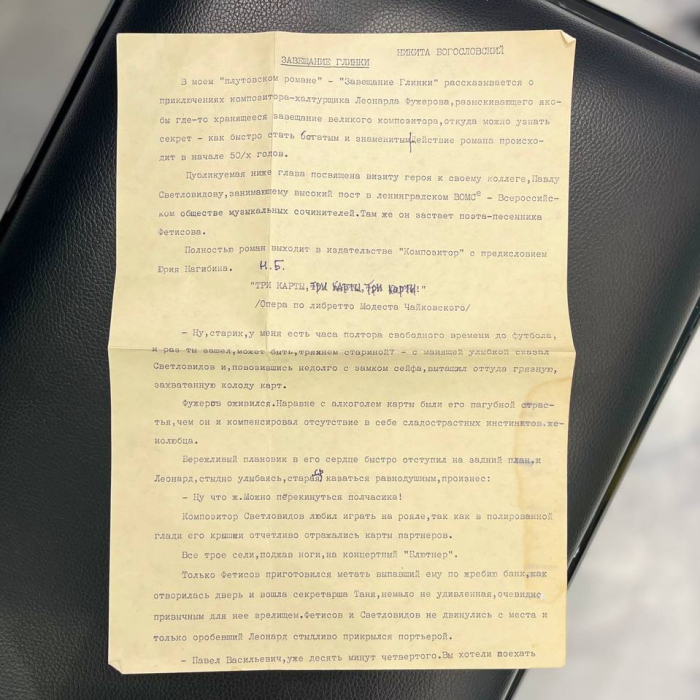 НИКИТА БОГОСЛОВСКИЙ
ЗАВЕЩАНИЕ ГЛИНКИ
В моем "плутовском романе" - "Завещание Глинки" рассказывается о
приключениях композитора-халтурщика Леонарда Фукерова,разыскивающего яко-
бы где-то хранящееся завещание великого композитора,откуда можно узнать
секрет - как быстро стать богатым и знаменитым.Действие романа происхо-
дит в начале 50/х годов.
Публикуемая ниже глава посвящена визиту героя к своему коллеге,Павлу
Светловидову,занимающему высокий пост в ленинградском ВОМСе - Всероссийс-
ком обществе музыкальных сочинителей.Там же он застает поэта-песенника
Фетисова.
Полностью роман выходит в издательстве "Композитор" с предисловием
Юрия Нагибина. Н.Б.
"ТРИ КАРТЫ,три карты,три карты!"
/Опера по либретто Модеста Чайковского/
- Ну,старик,у меня есть часа полтора свободного времени до футбола,
и раз ты зашел,может быть,тряхнем стариной? - с манящей улыбкой сказал
Светловидов и,повозившись недолго с замком сейфа,вытащил оттуда грязную,
захватанную колоду карт.
Фукеров оживился.Наравне с алкоголем карты были его пагубной страс-
тью,чем он и компенсировал отсутствие в себе сладострастных инстинктов же-
нолюбца.
Бережливый плановик в его сердце быстро отступил на задний план,и
Леонард,стыдно улыбаясь,стараясь казаться равнодушным,произнес:
- Ну что ж.Можно перекинуться полчасика!
Композитор Светловидов любил играть на рояле,так как в полированной
глади его крышки отчетливо отражались карты партнеров.
Все трое сели,поджав ноги,на концертный "Блютнер".
Только Фетисов приготовился метать выпавший ему по жребию банк,как
отворилась дверь и вошла секретарша Таня,немало не удивленная,очевидно
привычным для нее зрелищем.Фетисов и Светловидов не двинулись с места и
только оробевший Леонард стыдливо прикрылся портьерой.
- Павел Васильевич,уже десять минут четвертого.Вы хотели поехать